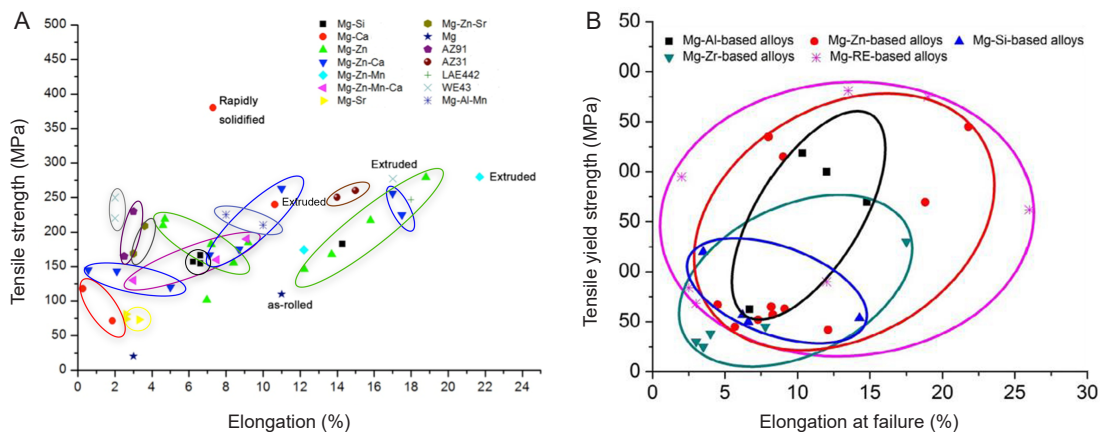 A
Tensile strength (MPa)
500
450
400
350
300
250
200
150
100
50
0
Mg-Si
Mg-Ca
Mg-Zn
Mg-Zn-Ca
Mg-Zn-Mn
Mg-Zn-Mn-Ca
Mg-Sr
Mg-Zn-Sr
Mg
AZ91
AZ31
LAE442
WE43
Mg-Al-Mn
Rapidly
solidified
Extruded
Extruded
Extruded
as-rolled
0 2 4 6 8 10 12 14 16 18 20 22 24
Elongation (%)
B
Tensile yield strength (MPa)
50
00
50
00
50
00
50
0
Mg-Al-based alloys
Mg-Zn-based alloys
Mg-Si-based alloys
Mg-Zr-based alloys
Mg-RE-based alloys
0 5 10 15 20 25 30
Elongation at failure (%)